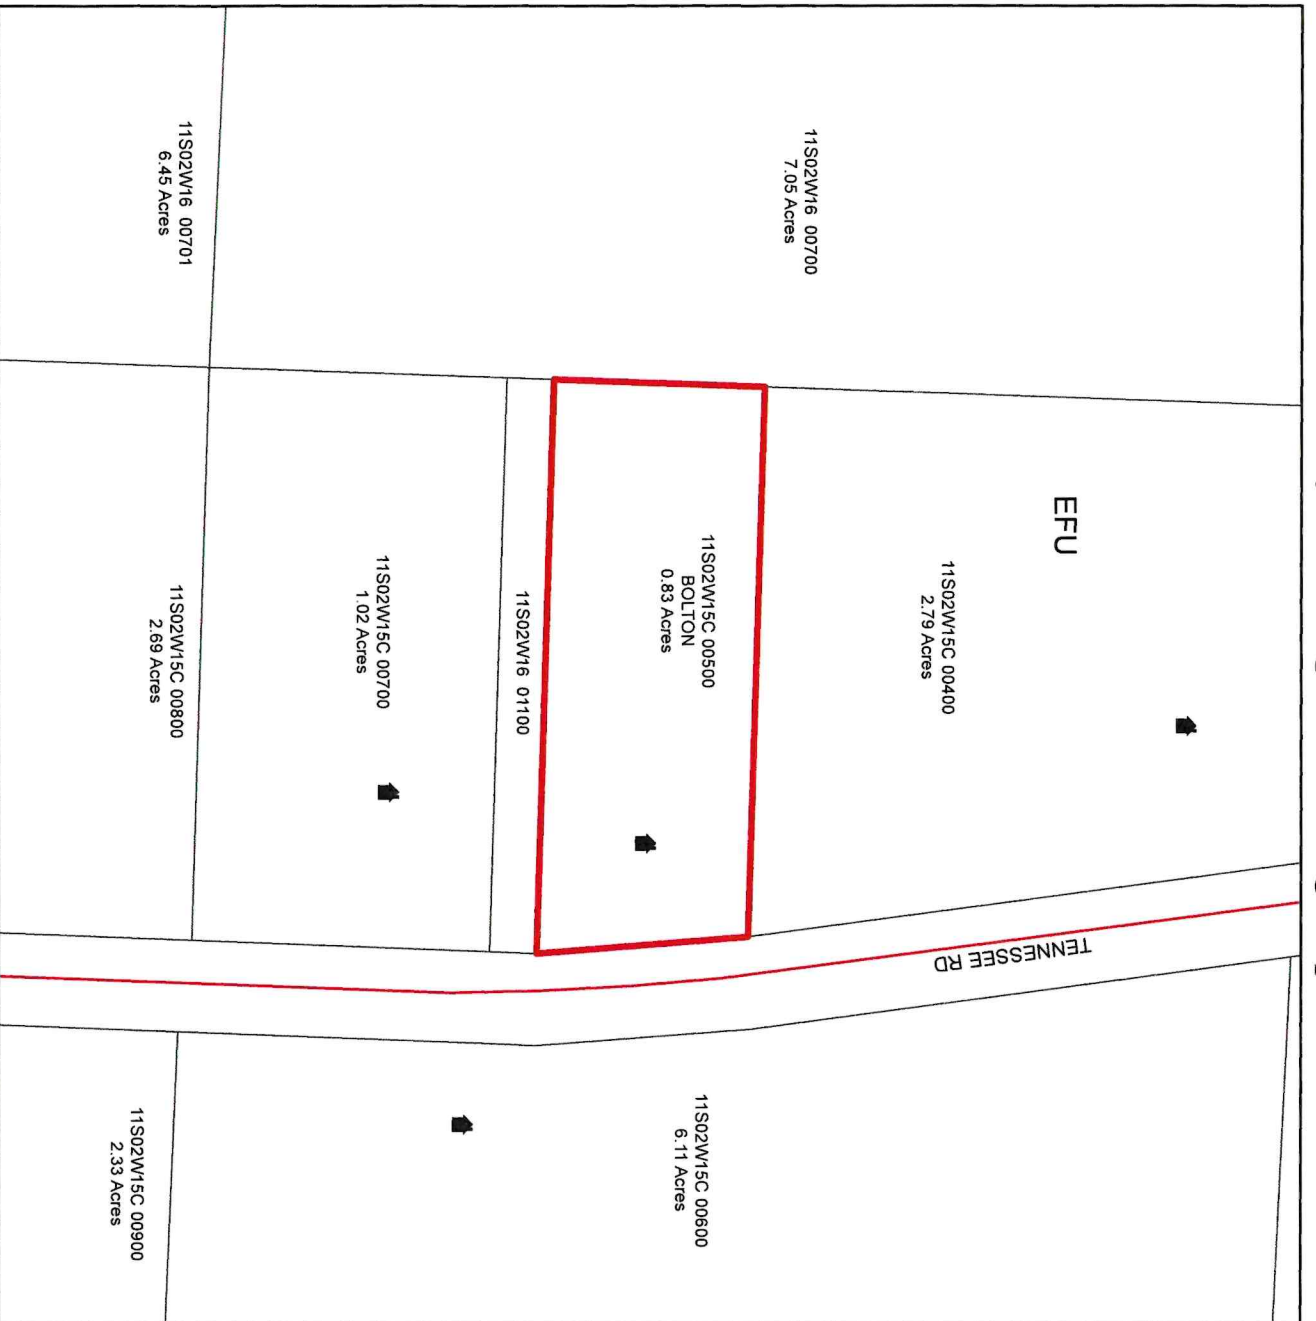 11S02W16 00700
7.05 Acres
EFU
11S02W15C 00400
2.79 Acres
TENNESSEE RD
11S02W15C 00500
BOLTON
0.83 Acres
11S02W15C 00600
6.11 Acres
11S02W16 01100
11S02W15C 00700
1.02 Acres
11S02W16 00701
6.45 Acres
11S02W15C 00800
2.69 Acres
11S02W15C 00900
2.33 Acres